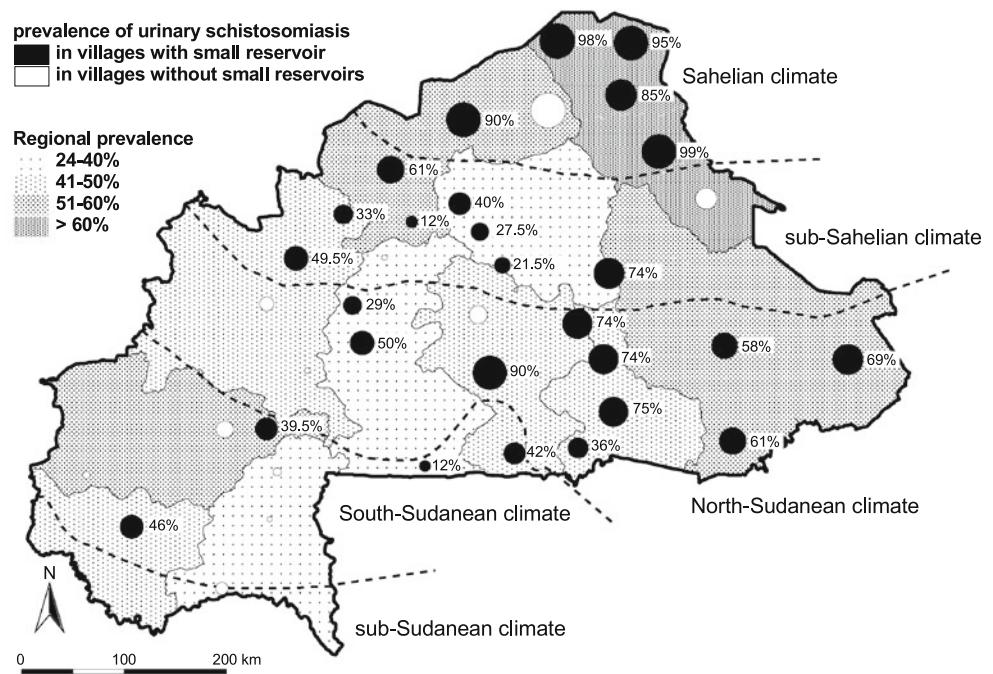 prevalence of urinary schistosomiasis
in villages with small reservoir
in villages without small reservoirs
Regional prevalence
24-40%
41-50%
51-60%
> 60%
98%
95%
Sahelian climate
85%
90%
99%
61%
40%
33%
12%
27.5%
sub-Sahelian climate
49.5%
21.5%
74%
29%
74%
50%
74%
58%
69%
90%
75%
39.5%
36%
61%
42%
12%
North-Sudanean climate
South-Sudanean climate
46%
N
sub-Sudanean climate
0 100 200 km